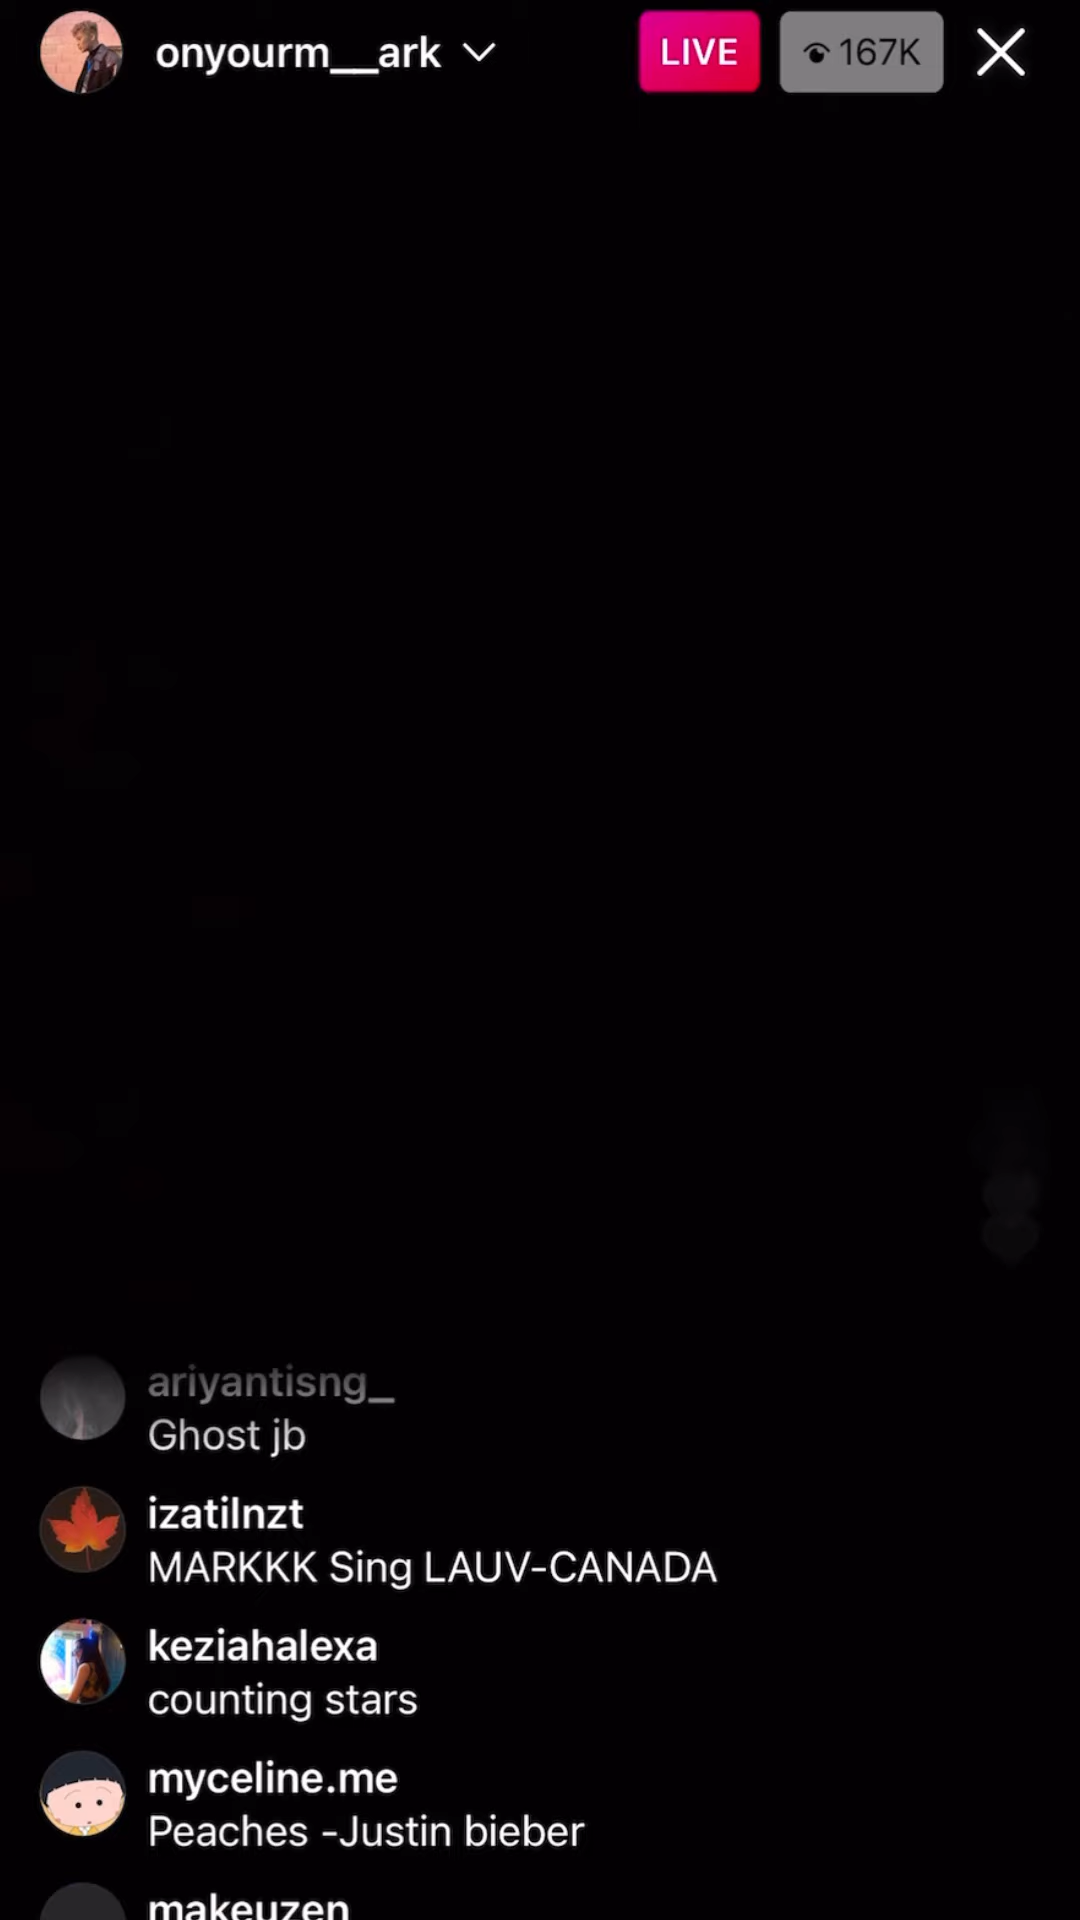 onyourm__ark
LIVE
167K
ariyantisng_
Ghost jb
izatilnzt
MARKKK Sing LAUV-CANADA
keziahalexa
counting stars
myceline.me
Peaches -Justin bieber
makeuzen